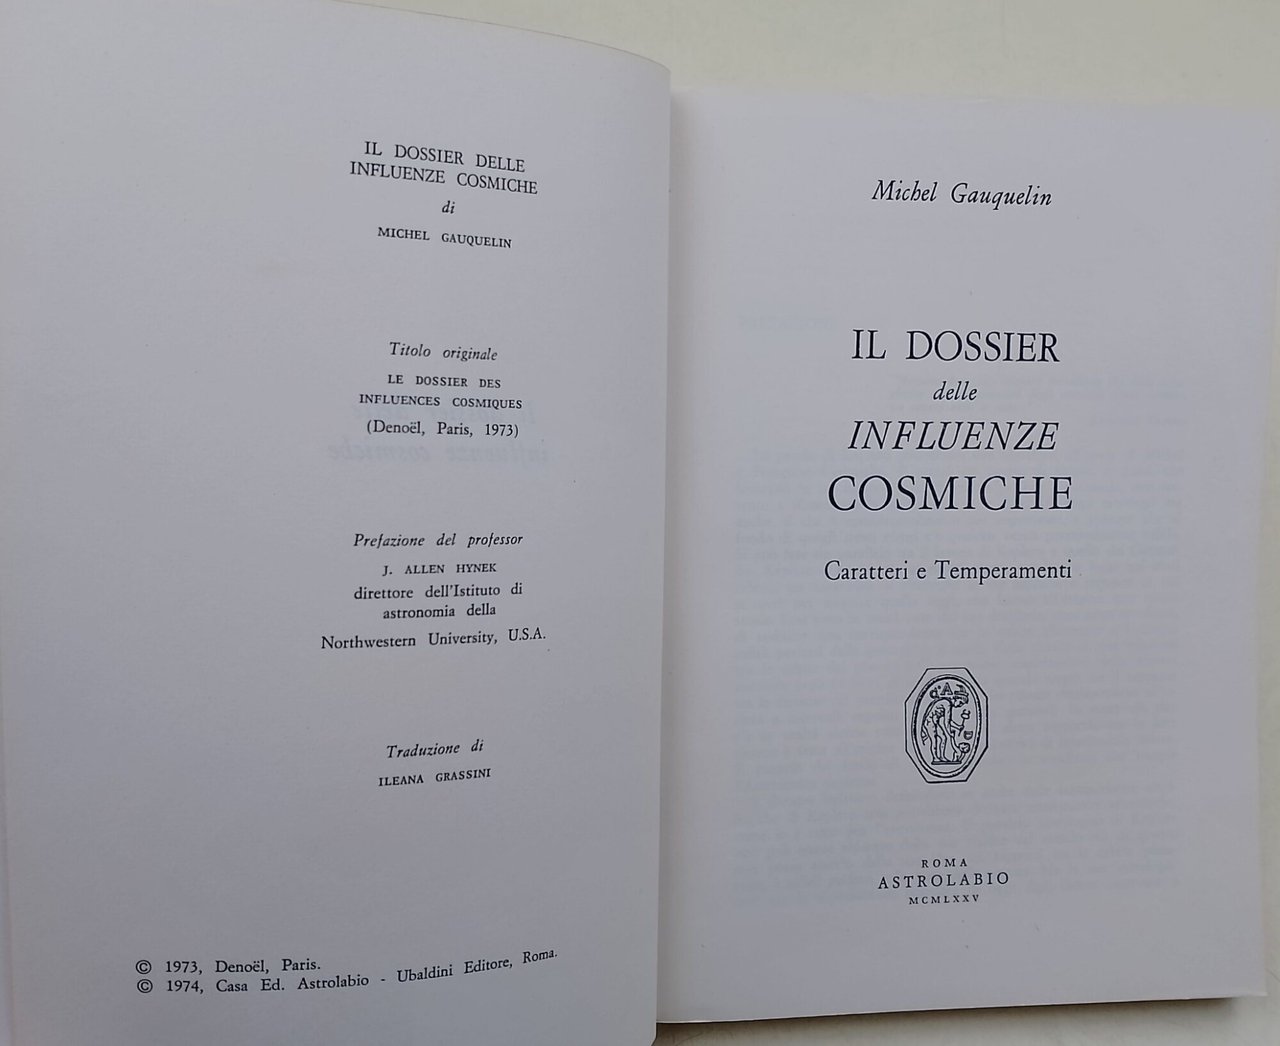 IL DOSSIER DELLE
INFLUENZE COSMICHE
di
MICHEL GAUQUELIN
Titolo originale
LE DOSSIER DES
INFLUENCES COSMIQUES
(Denoël, Paris, 1973)
Prefazione del professor
J. ALLEN HYNEK
direttore dell'Istituto di
astronomia della
Northwestern University, U.S.A.
Traduzione di
ILEANA GRASSINI
© 1973, Denoël, Paris.
© 1974, Casa Ed. Astrolabio - Ubaldini Editore, Roma.
Michel Gauquelin
IL DOSSIER
delle
INFLUENZE
COSMICHE
Caratteri e Temperamenti
ROMA
ASTROLABIO
MCMLXXV